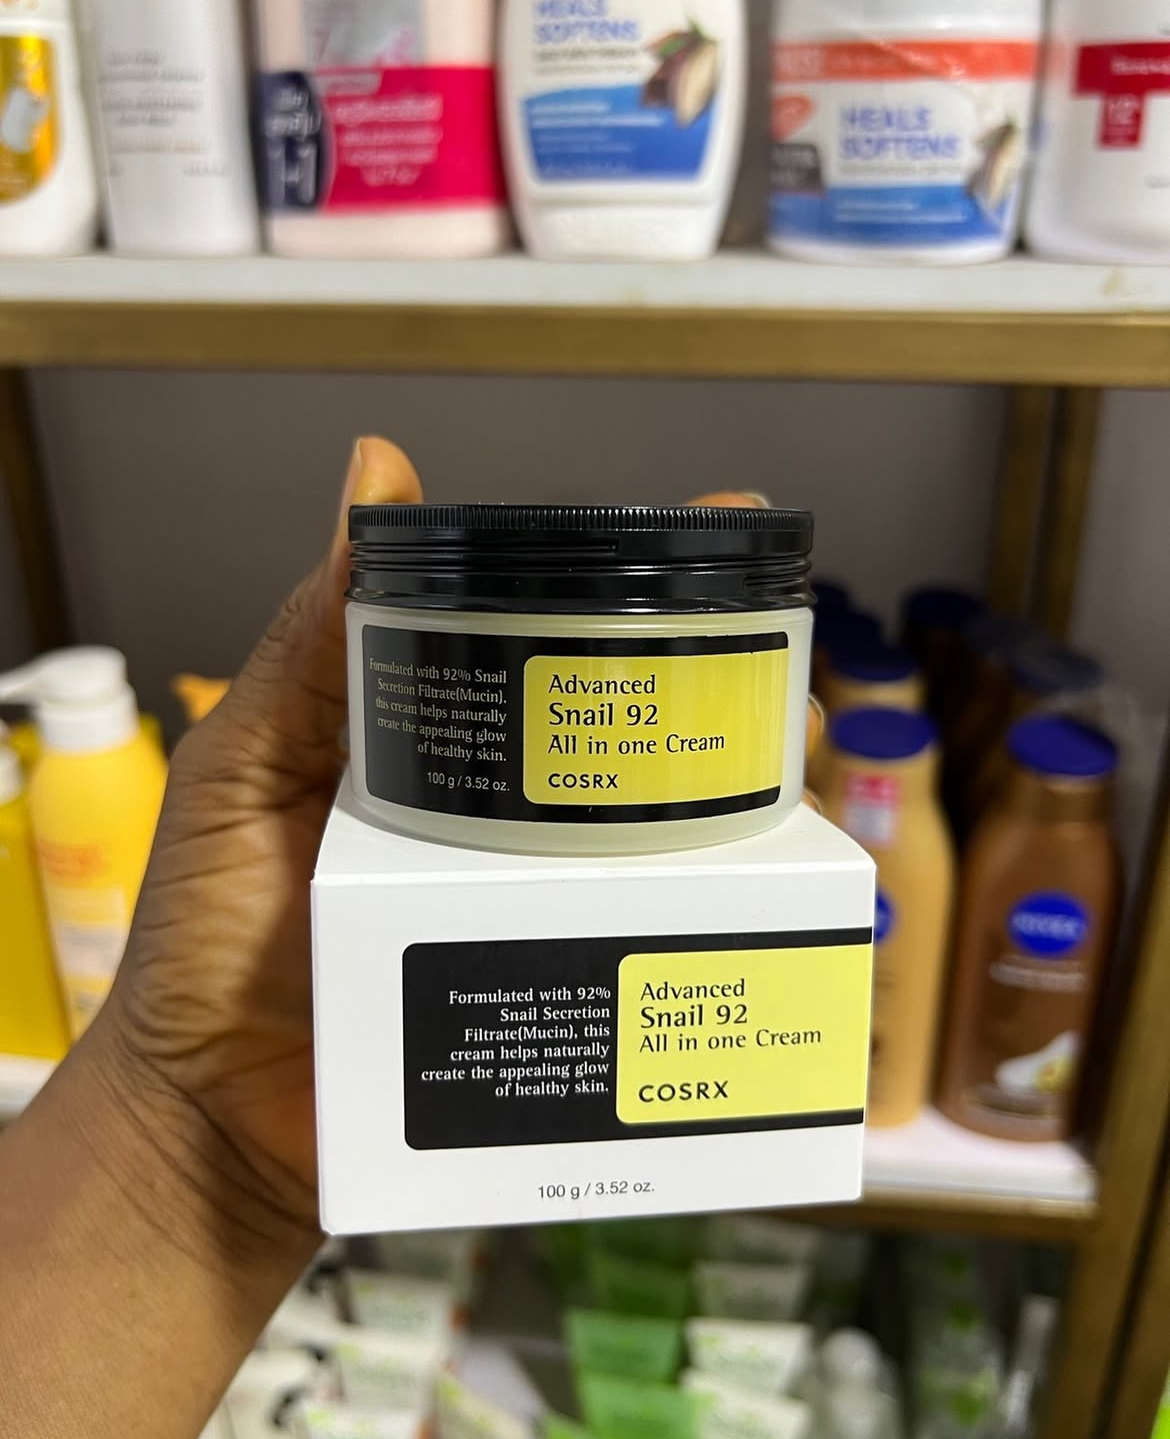 HEALS
SOFTENS
HEALS
SOFTENS
Formulated with 92% Snail
Secretion Filtrate(Mucin),
this cream helps naturally
create the appealing glow
of healthy skin.
100 g / 3.52 oz.
Advanced
Snail 92
All in one Cream
COSRX
NIVEA
Formulated with 92%
Snail Secretion
Filtrate(Mucin), this
cream helps naturally
create the appealing glow
of healthy skin.
Advanced
Snail 92
All in one Cream
COSRX
100 g / 3.52 oz.